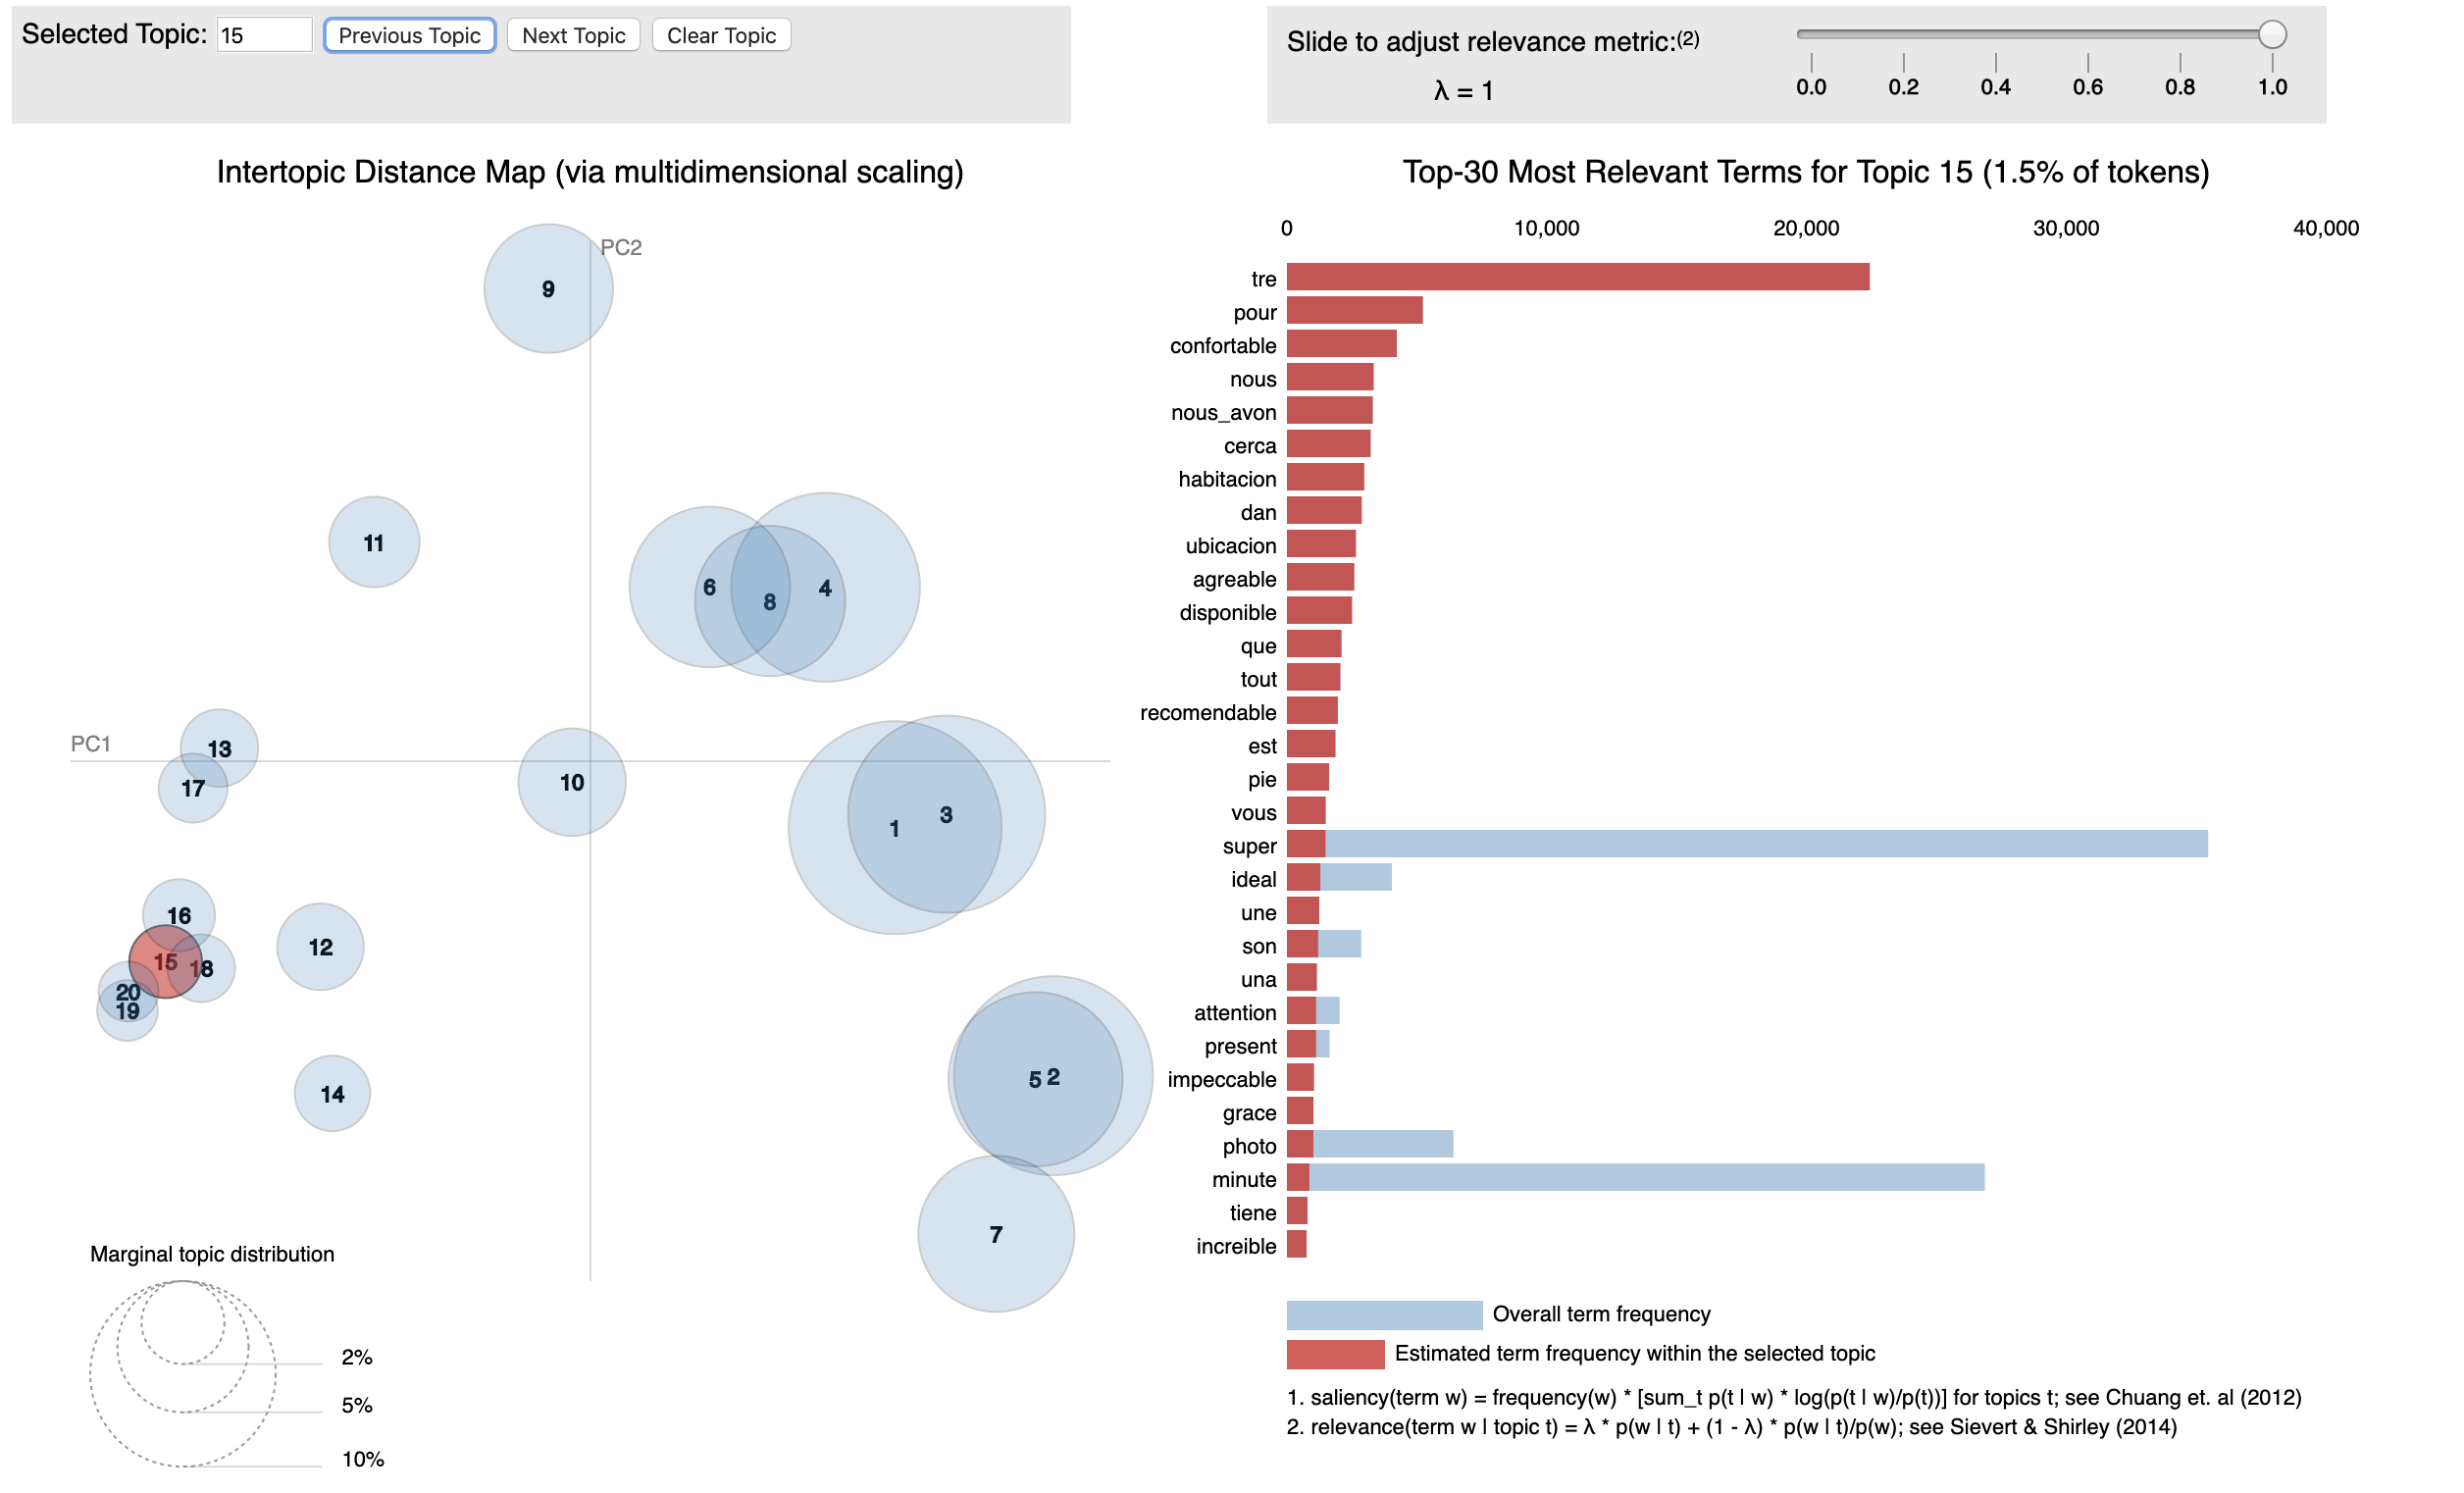 Selected Topic: 15 Previous Topic Next Topic Clear Topic
Slide to adjust relevance metric:(2)
λ = 1
0.0 0.2 0.4 0.6 0.8 1.0
Intertopic Distance Map (via multidimensional scaling)
PC2
PC1
9
11
6
8
4
13
17
10
1
3
16
15
18
12
20
19
14
5
2
7
Marginal topic distribution
2%
5%
10%
Top-30 Most Relevant Terms for Topic 15 (1.5% of tokens)
0 10,000 20,000 30,000 40,000
tre
pour
confortable
nous
nous_avon
cerca
habitacion
dan
ubicacion
agreable
disponible
que
tout
recomendable
est
pie
vous
super
ideal
une
son
una
attention
present
impeccable
grace
photo
minute
tiene
increible
Overall term frequency
Estimated term frequency within the selected topic
1. saliency(term w) = frequency(w) * [sum_t p(t | w) * log(p(t | w)/p(t))] for topics t; see Chuang et. al (2012)
2. relevance(term w | topic t) = λ * p(w | t) + (1 - λ) * p(w | t)/p(w); see Sievert & Shirley (2014)